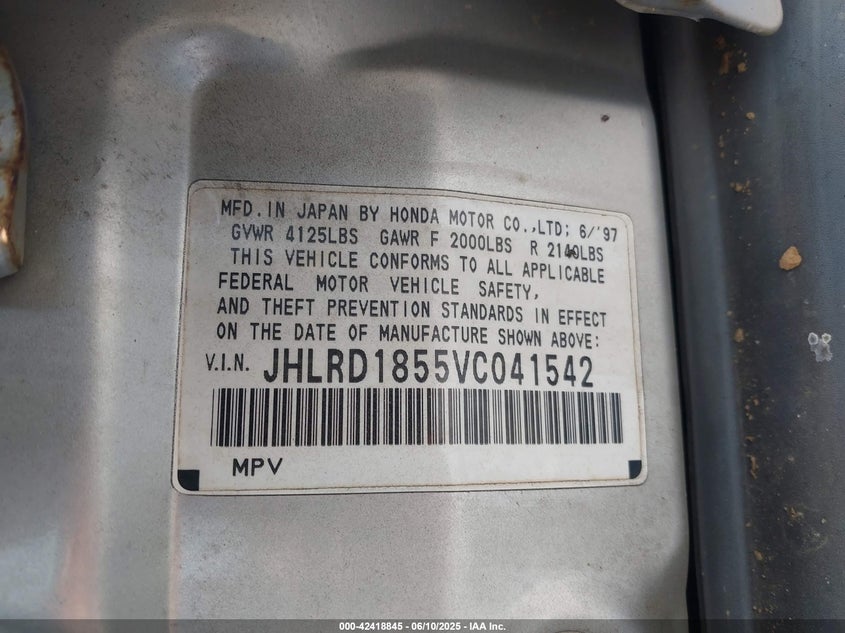 MFD.IN JAPAN BY HONDA MOTOR CO.,LTD; 6/'97
GVWR 4125LBS GAWR F 2000LBS R 2140LBS
THIS VEHICLE CONFORMS TO ALL APPLICABLE
FEDERAL MOTOR VEHICLE SAFETY,
AND THEFT PREVENTION STANDARDS IN EFFECT
ON THE DATE OF MANUFACTURE SHOWN ABOVE:
V.I.N. JHLRD1855VC041542
MPV
000-42418845 - 06/10/2025 - IAA Inc.